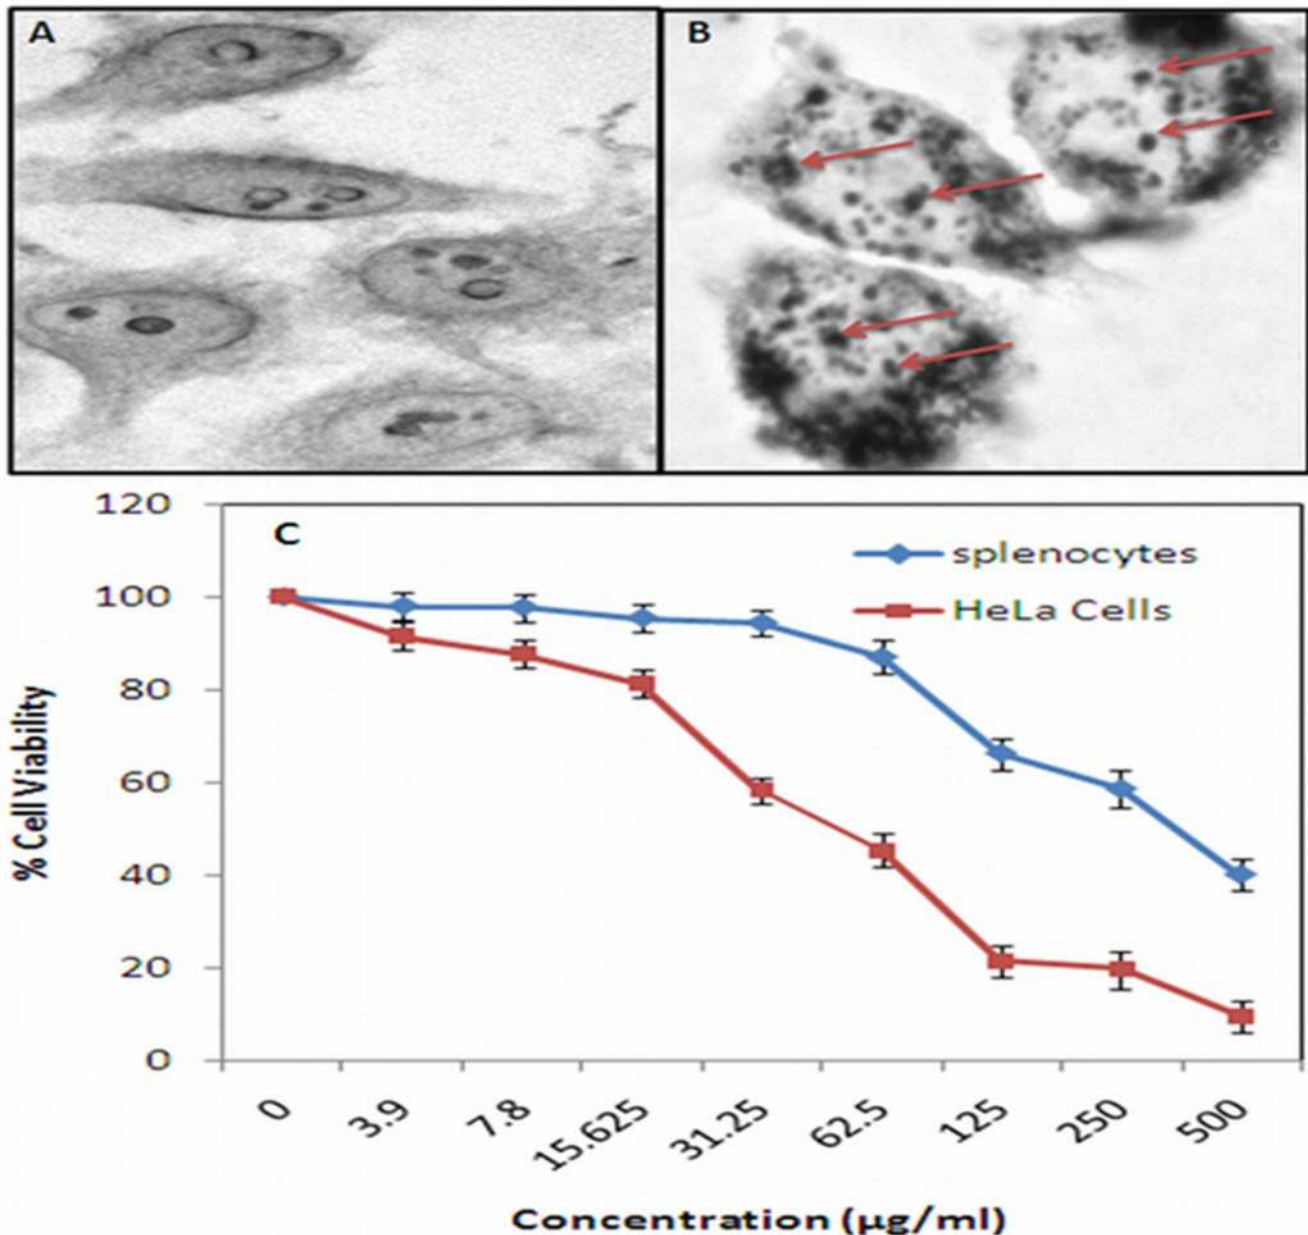 A
B
C
splenocytes
HeLa Cells
120
100
80
60
40
20
0
% Cell Viability
0 3.9 7.8 15.625 31.25 62.5 125 250 500
Concentration (µg/ml)